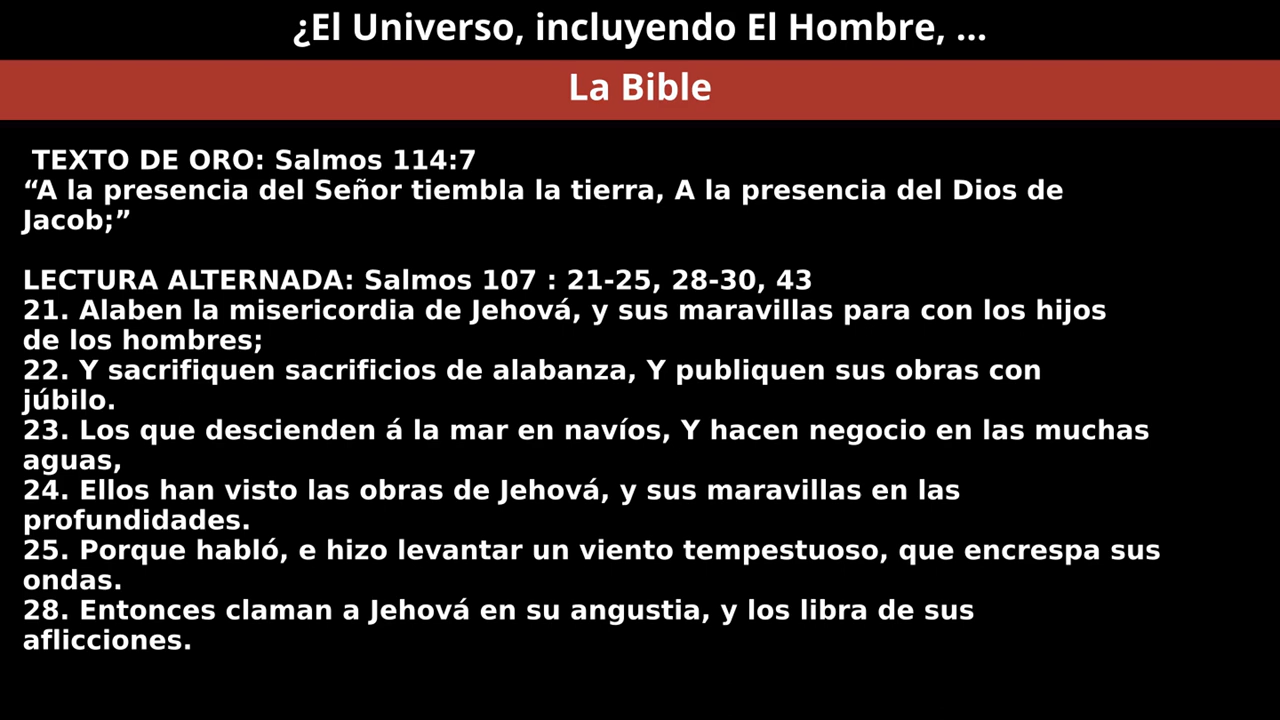 ¿El Universo, incluyendo El Hombre, ...
La Bible
TEXTO DE ORO: Salmos 114:7
“A la presencia del Señor tiembla la tierra, A la presencia del Dios de
Jacob;”
LECTURA ALTERNADA: Salmos 107 : 21-25, 28-30, 43
21. Alaben la misericordia de Jehová, y sus maravillas para con los hijos
de los hombres;
22. Y sacrifiquen sacrificios de alabanza, Y publiquen sus obras con
júbilo.
23. Los que descienden á la mar en navíos, Y hacen negocio en las muchas
aguas,
24. Ellos han visto las obras de Jehová, y sus maravillas en las
profundidades.
25. Porque habló, e hizo levantar un viento tempestuoso, que encrespa sus
ondas.
28. Entonces claman a Jehová en su angustia, y los libra de sus
aflicciones.